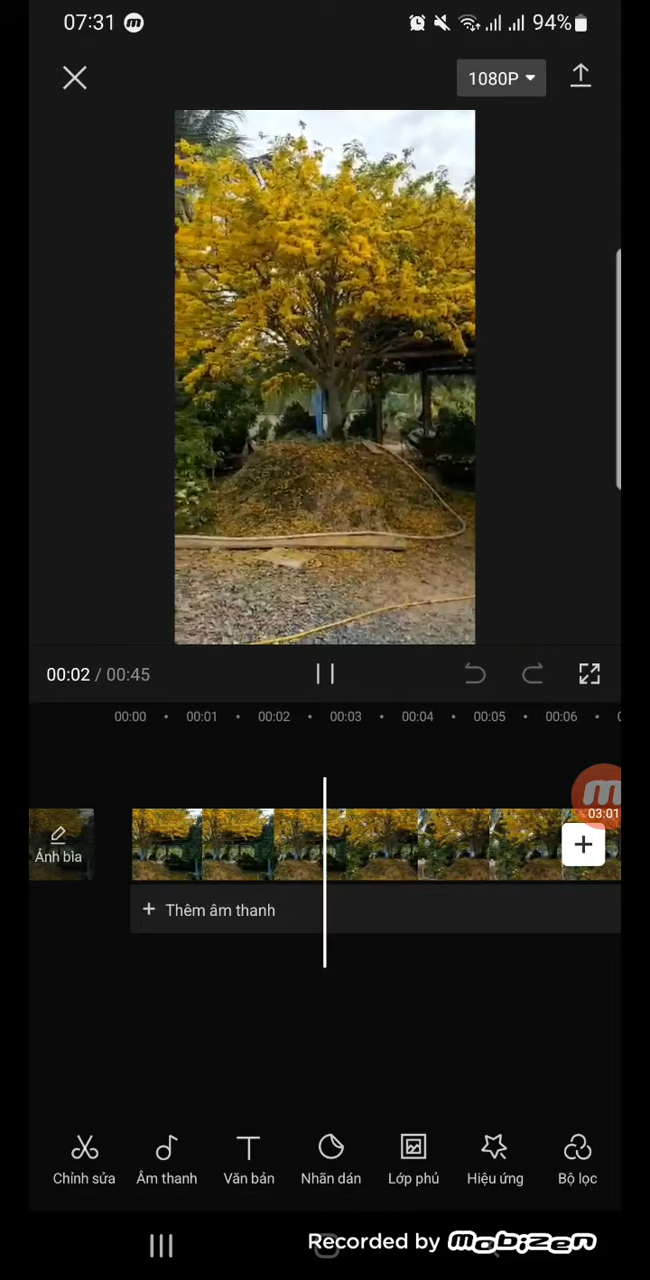 07:31 m 94%
1080P
00:02 / 00:45
00:00 00:01 00:02 00:03 00:04 00:05 00:06
03:01
Ảnh bìa
+ Thêm âm thanh
Chỉnh sửa Âm thanh Văn bản Nhãn dán Lớp phủ Hiệu ứng Bộ lọc
Recorded by mobizen